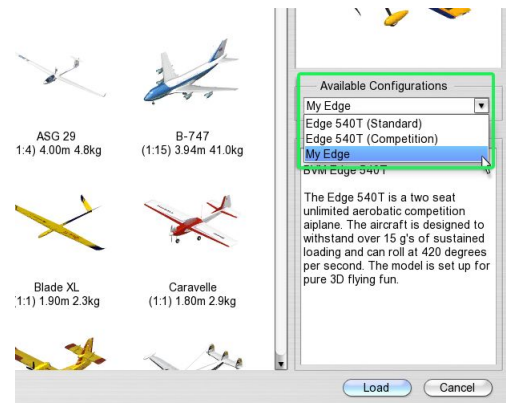 ASG 29
1:4) 4.00m 4.8kg
B-747
(1:15) 3.94m 41.0kg
Blade XL
1:1) 1.90m 2.3kg
Caravelle
(1:1) 1.80m 2.9kg
Available Configurations
My Edge
Edge 540T (Standard)
Edge 540T (Competition)
My Edge
BVM Edge 540T
The Edge 540T is a two seat
unlimited aerobatic competition
aiplane. The aircraft is designed to
withstand over 15 g's of sustained
loading and can roll at 420 degrees
per second. The model is set up for
pure 3D flying fun.
Load
Cancel